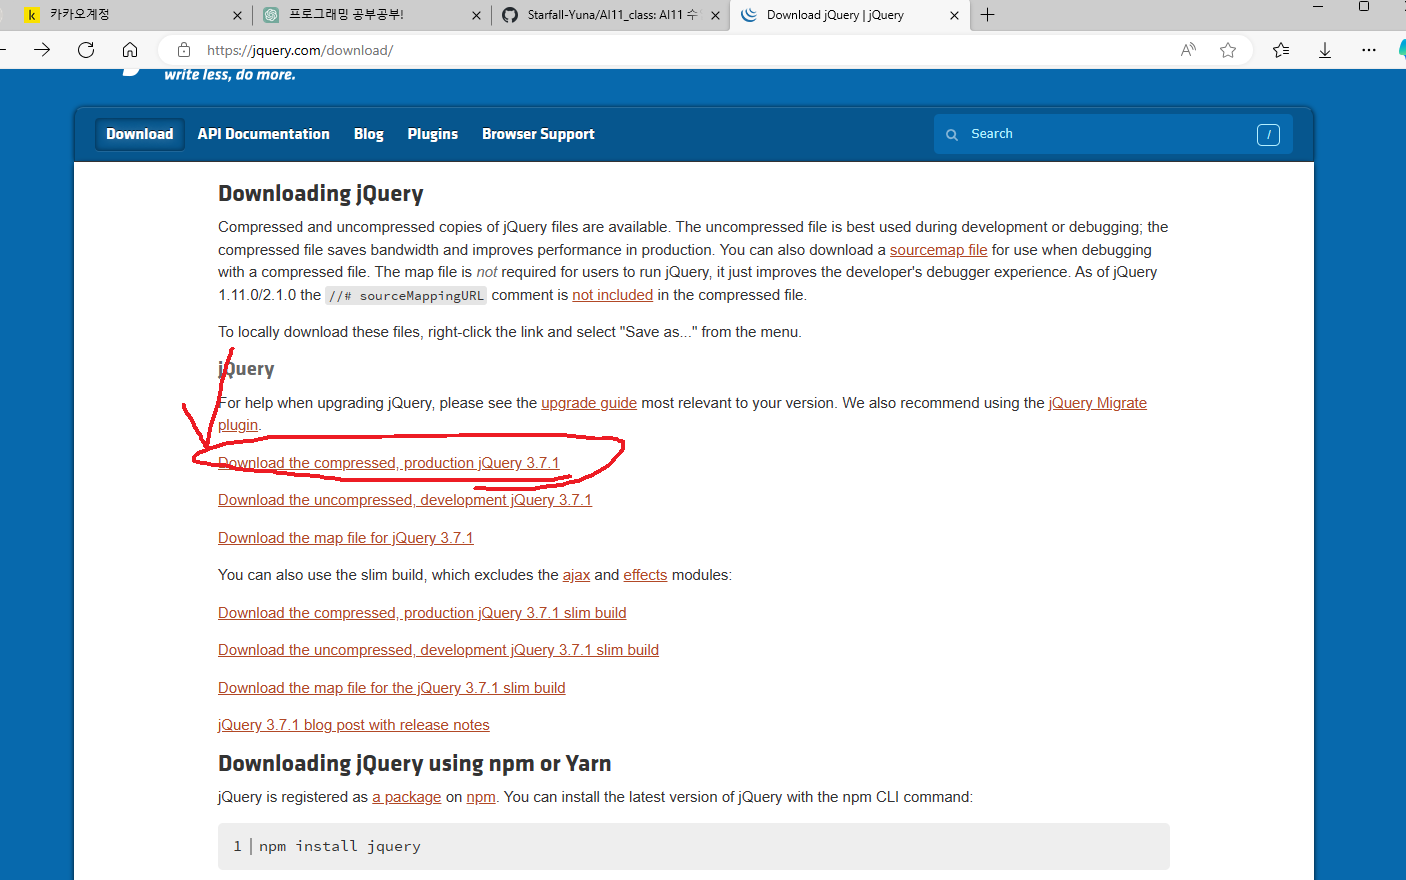 카카오계정
프로그래밍 공부공부!
Starfall-Yuna/AI11_class: AI11 수
Download jQuery | jQuery
https://jquery.com/download/
write less, do more.
Download API Documentation Blog Plugins Browser Support
Search
/
Downloading jQuery
Compressed and uncompressed copies of jQuery files are available. The uncompressed file is best used during development or debugging; the
compressed file saves bandwidth and improves performance in production. You can also download a sourcemap file for use when debugging
with a compressed file. The map file is not required for users to run jQuery, it just improves the developer's debugger experience. As of jQuery
1.11.0/2.1.0 the //# sourceMappingURL comment is not included in the compressed file.
To locally download these files, right-click the link and select "Save as..." from the menu.
jQuery
For help when upgrading jQuery, please see the upgrade guide most relevant to your version. We also recommend using the jQuery Migrate
plugin.
Download the compressed, production jQuery 3.7.1
Download the uncompressed, development jQuery 3.7.1
Download the map file for jQuery 3.7.1
You can also use the slim build, which excludes the ajax and effects modules:
Download the compressed, production jQuery 3.7.1 slim build
Download the uncompressed, development jQuery 3.7.1 slim build
Download the map file for the jQuery 3.7.1 slim build
jQuery 3.7.1 blog post with release notes
Downloading jQuery using npm or Yarn
jQuery is registered as a package on npm. You can install the latest version of jQuery with the npm CLI command:
1 npm install jquery